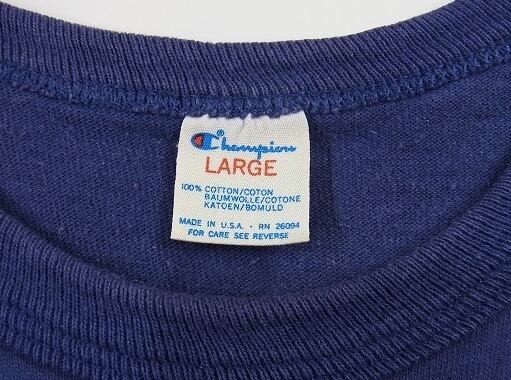 Champion
LARGE
100% COTTON/COTON
BAUMWOLLE/COTONE
KATOEN/BOMULD
MADE IN U.S.A. · RN 26094
FOR CARE SEE REVERSE